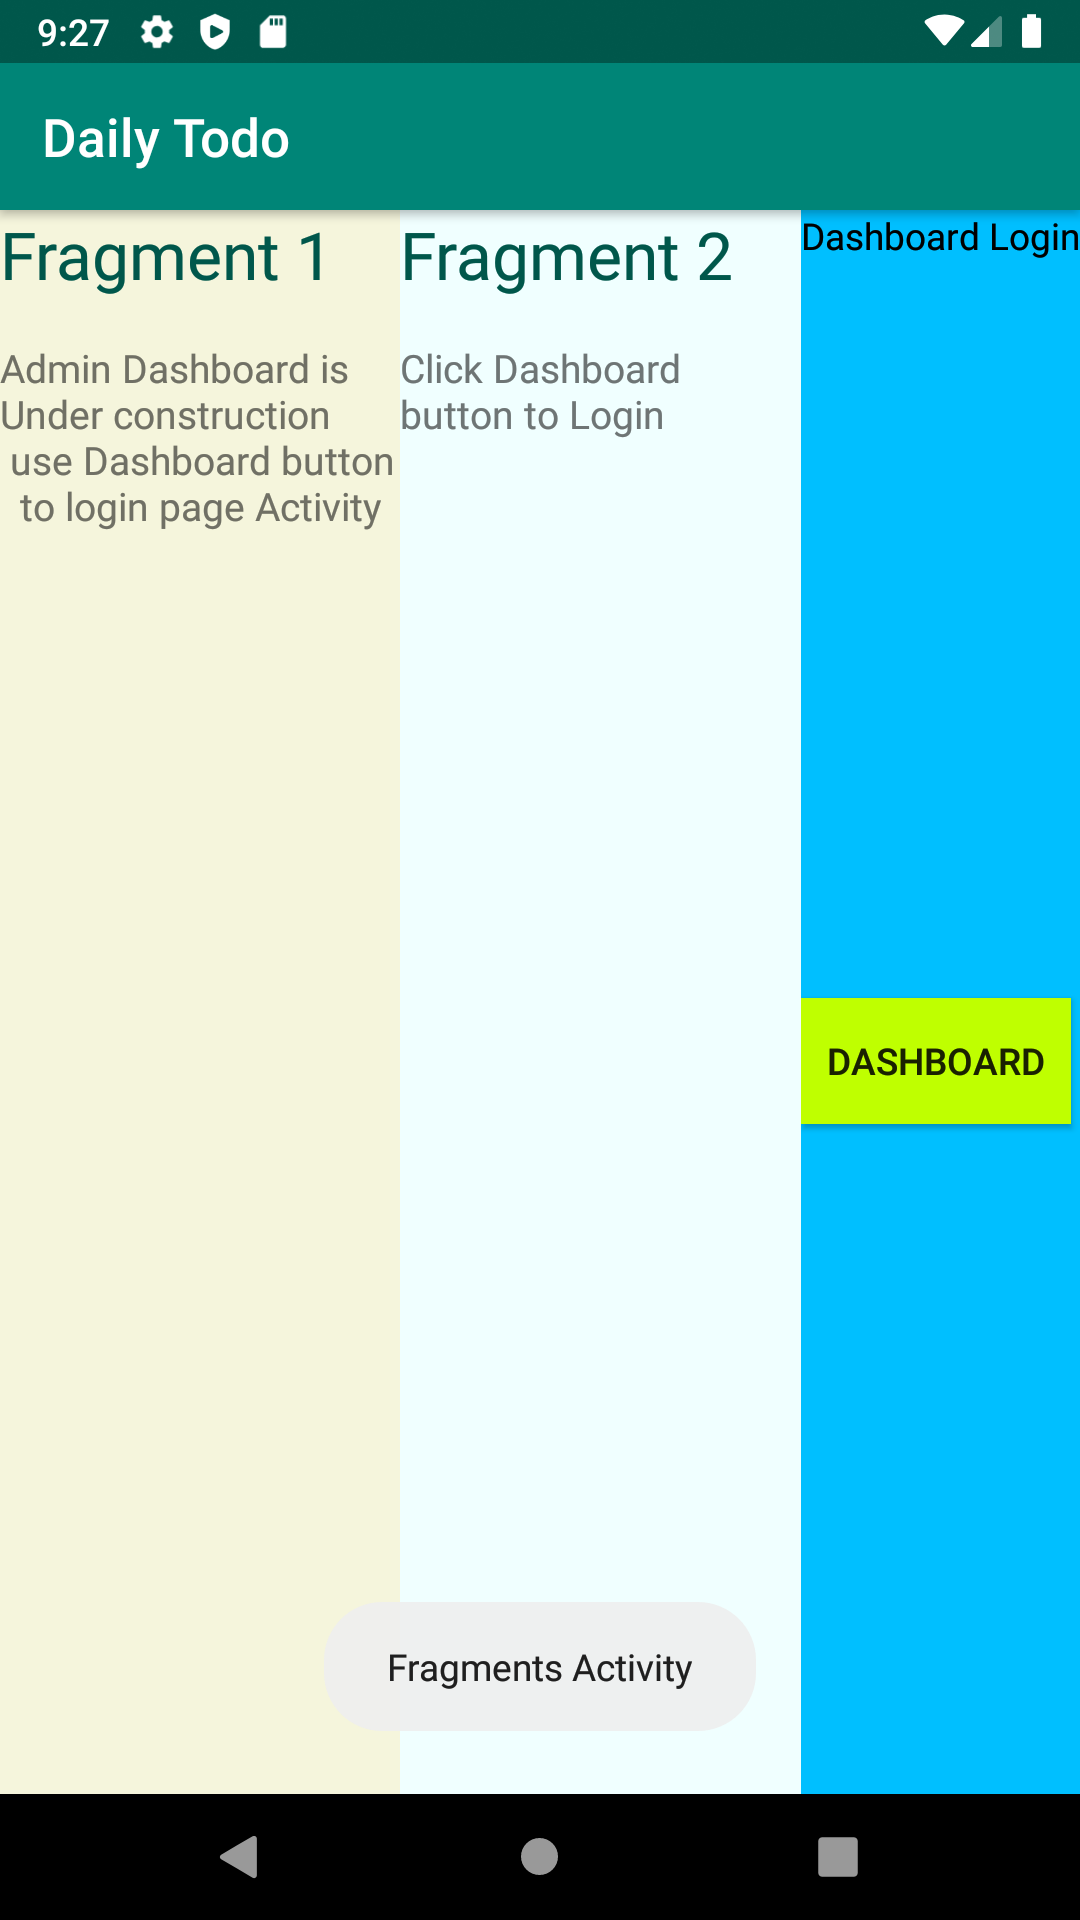 9:27
Daily Todo
Fragment 1
Admin Dashboard is
Under construction
use Dashboard button
to login page Activity
Fragment 2
Click Dashboard
button to Login
Dashboard Login
DASHBOARD
Fragments Activity